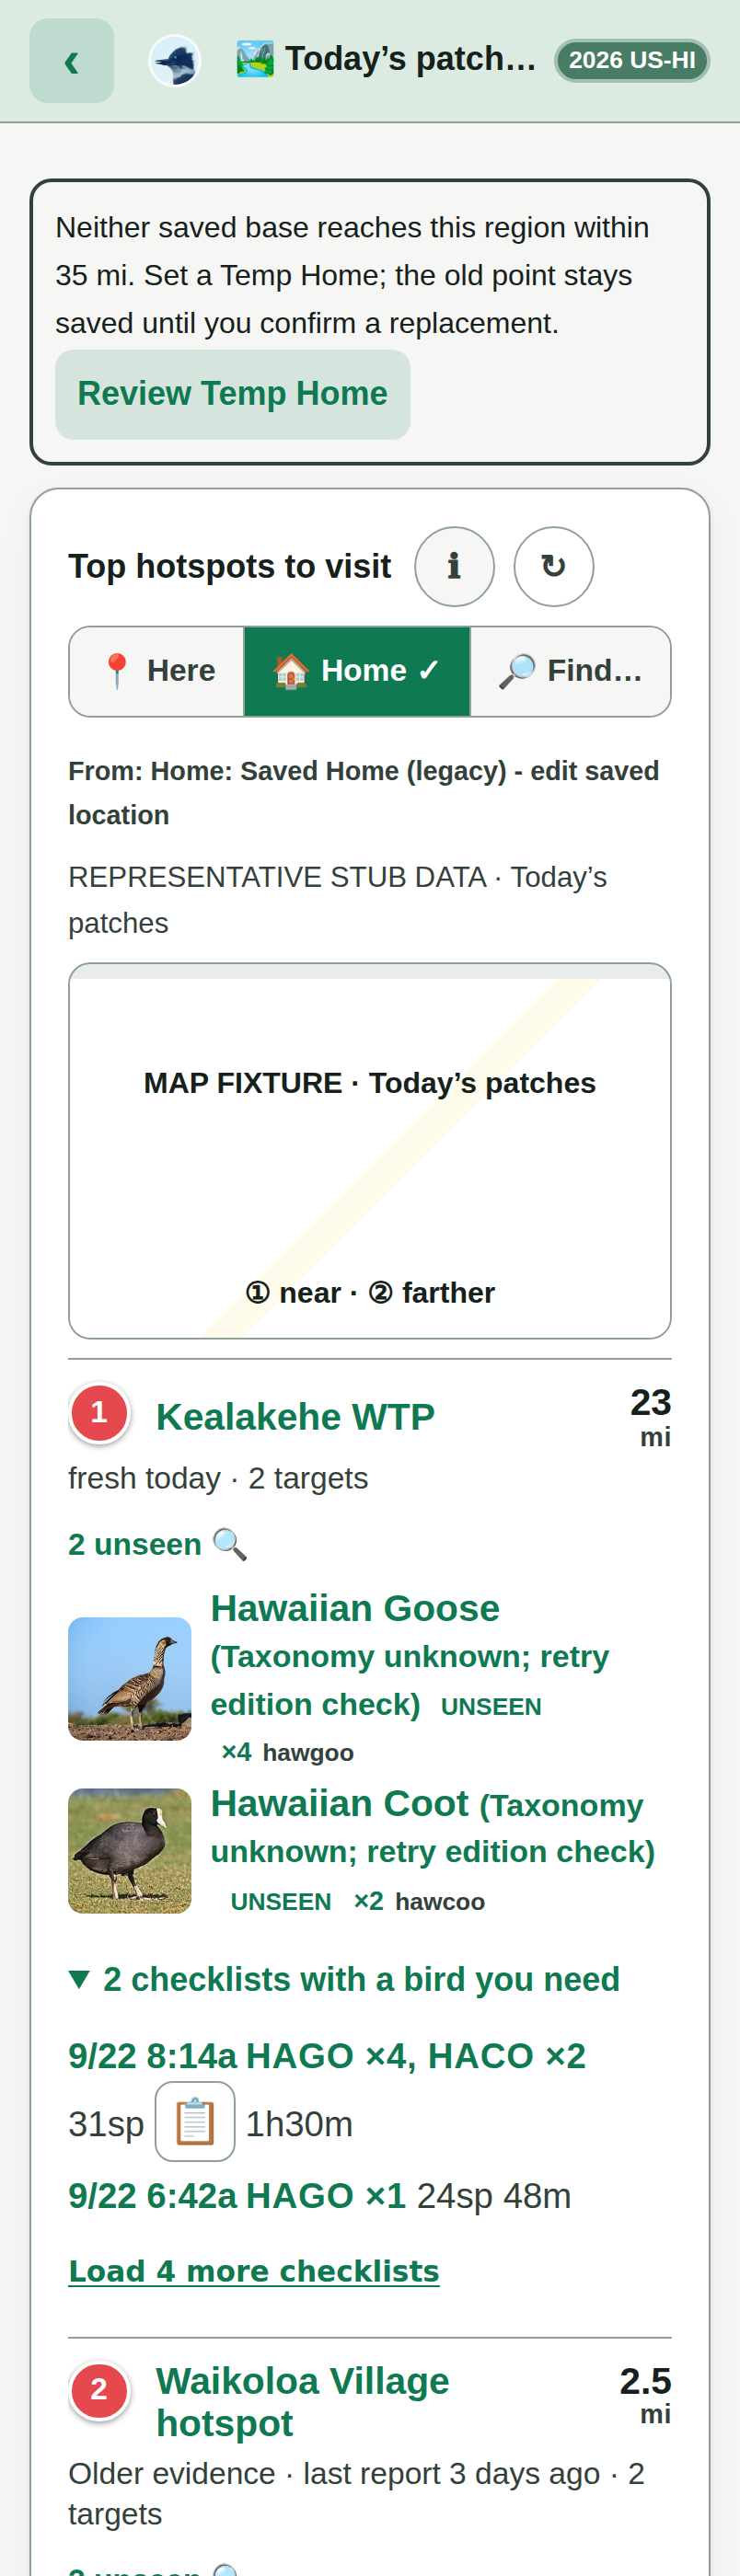 ‹ 🏞️ Today’s patch… 2026 US-HI
Neither saved base reaches this region within
35 mi. Set a Temp Home; the old point stays
saved until you confirm a replacement.
Review Temp Home
Top hotspots to visit ℹ ↻
📍 Here 🏠 Home ✓ 🔎 Find…
From: Home: Saved Home (legacy) - edit saved
location
REPRESENTATIVE STUB DATA · Today’s
patches
MAP FIXTURE · Today’s patches
① near · ② farther
1 Kealakehe WTP 23
mi
fresh today · 2 targets
2 unseen 🔍
Hawaiian Goose
(Taxonomy unknown; retry
edition check) UNSEEN
×4 hawgoo
Hawaiian Coot (Taxonomy
unknown; retry edition check)
UNSEEN ×2 hawcoo
▼ 2 checklists with a bird you need
9/22 8:14a HAGO ×4, HACO ×2
31sp 📋 1h30m
9/22 6:42a HAGO ×1 24sp 48m
Load 4 more checklists
2 Waikoloa Village 2.5
hotspot mi
Older evidence · last report 3 days ago · 2
targets